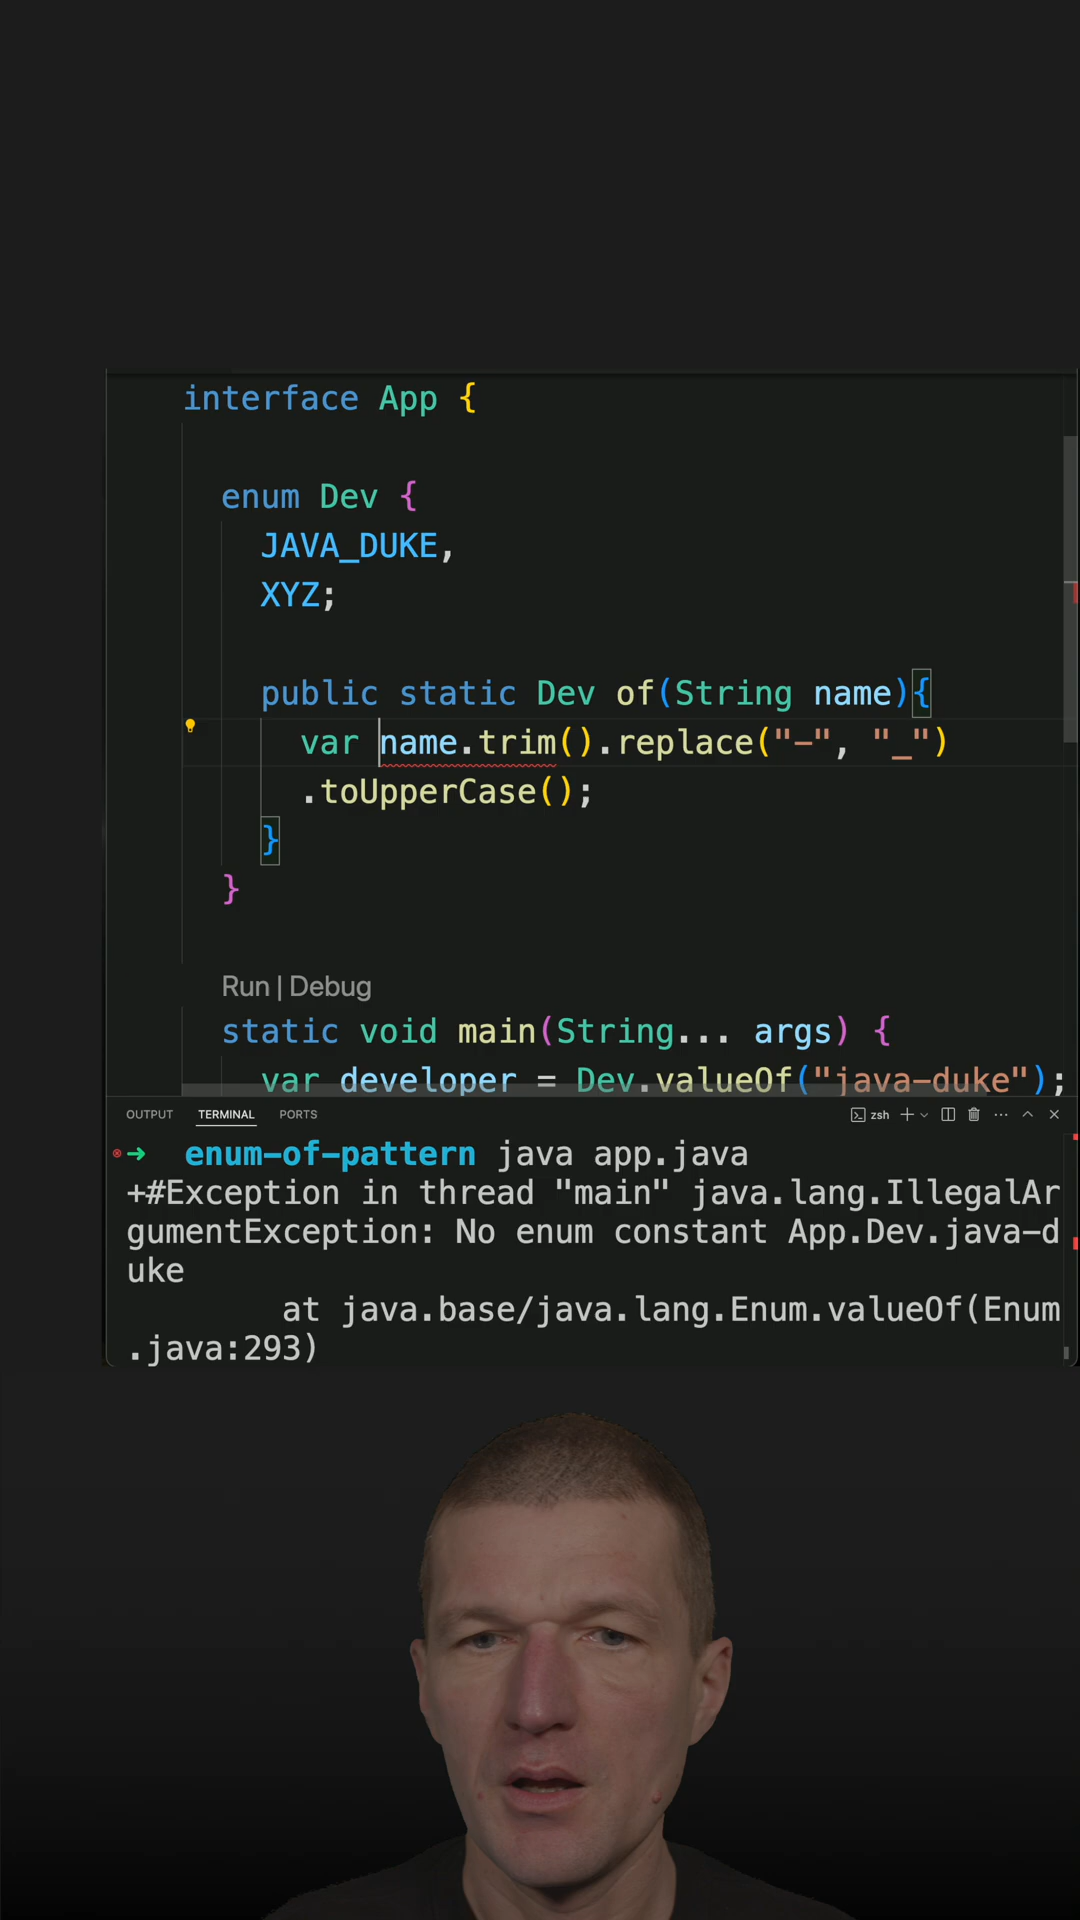 interface App {
enum Dev {
JAVA_DUKE,
XYZ;
public static Dev of(String name){
var name.trim().replace("-", "_")
.toUpperCase();
}
}
Run | Debug
static void main(String... args) {
var developer = Dev.valueOf("java-duke");
OUTPUT TERMINAL PORTS zsh
→ enum-of-pattern java app.java
+#Exception in thread "main" java.lang.IllegalAr
gumentException: No enum constant App.Dev.java-d
uke
at java.base/java.lang.Enum.valueOf(Enum
.java:293)